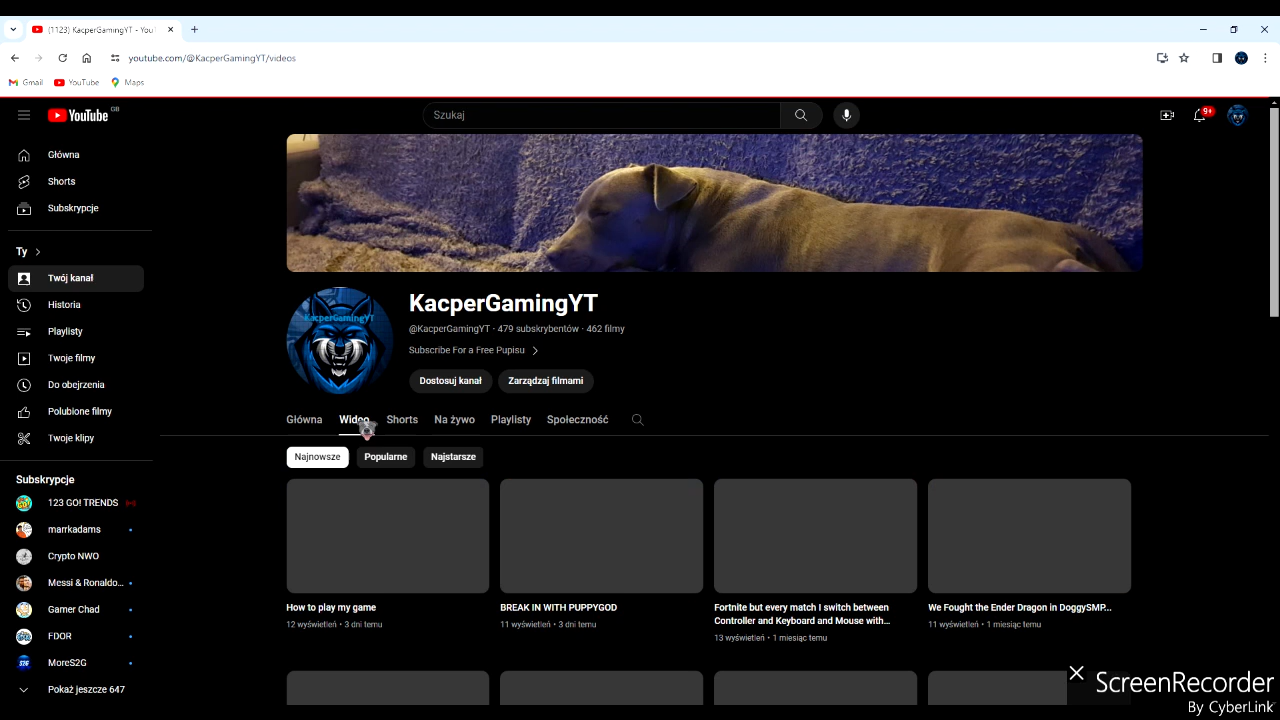 (1123) KacperGamingYT - YouT
youtube.com/@KacperGamingYT/videos
Gmail
YouTube
Maps
YouTube GB
Szukaj
9+
Główna
Shorts
Subskrypcje
Ty
Twój kanał
Historia
Playlisty
Twoje filmy
Do obejrzenia
Polubione filmy
Twoje klipy
Subskrypcje
123 GO! TRENDS
marrkadams
Crypto NWO
Messi & Ronaldo...
Gamer Chad
FDOR
MoreS2G
Pokaż jeszcze 647
KacperGamingYT
KacperGamingYT
@KacperGamingYT · 479 subskrybentów · 462 filmy
Subscribe For a Free Pupisu
Dostosuj kanał
Zarządzaj filmami
Główna
Wideo
Shorts
Na żywo
Playlisty
Społeczność
Najnowsze
Popularne
Najstarsze
How to play my game
12 wyświetleń • 3 dni temu
BREAK IN WITH PUPPYGOD
11 wyświetleń • 3 dni temu
Fortnite but every match I switch between
Controller and Keyboard and Mouse with...
13 wyświetleń • 1 miesiąc temu
We Fought the Ender Dragon in DoggySMP...
11 wyświetleń • 1 miesiąc temu
ScreenRecorder
By CyberLink